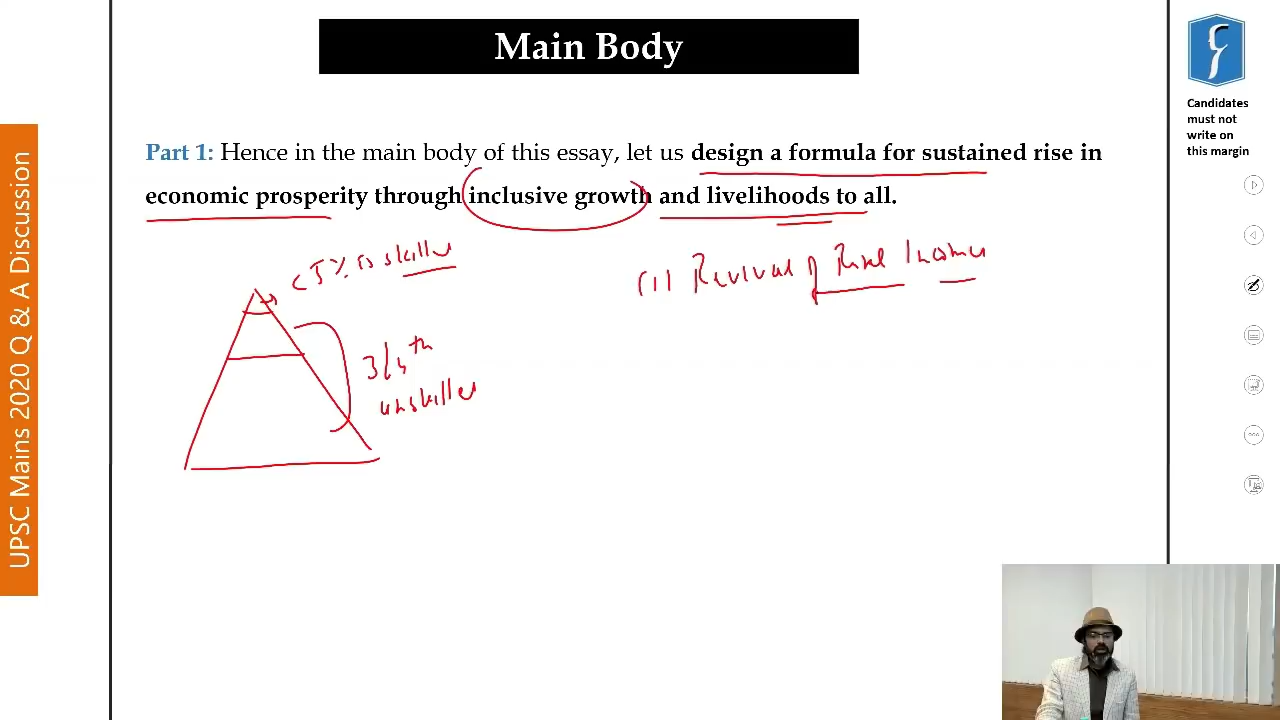 Main Body
Part 1: Hence in the main body of this essay, let us design a formula for sustained rise in
economic prosperity through inclusive growth and livelihoods to all.
<5% is skilled
(1) Revival of Rural Income
3/4th
unskilled
UPSC Mains 2020 Q & A Discussion
Candidates
must not
write on
this margin